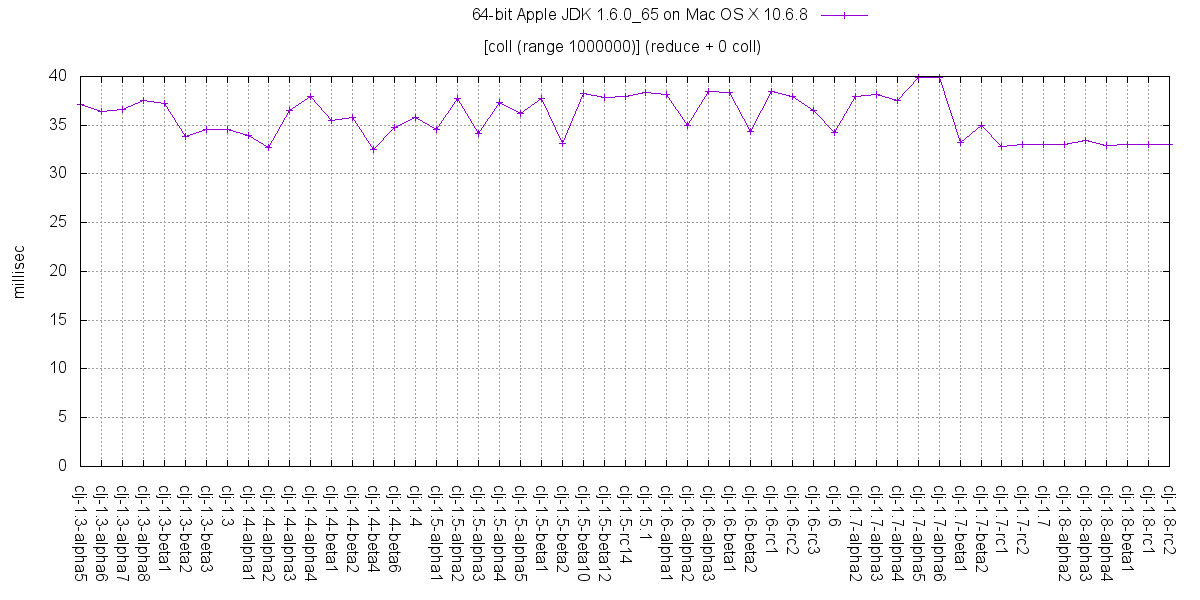 64-bit Apple JDK 1.6.0_65 on Mac OS X 10.6.8
[coll (range 1000000)] (reduce + 0 coll)
millisec
40
35
30
25
20
15
10
5
0
clj-1.3-alpha5
clj-1.3-alpha6
clj-1.3-alpha7
clj-1.3-alpha8
clj-1.3-beta1
clj-1.3-beta2
clj-1.3-beta3
clj-1.3
clj-1.4-alpha1
clj-1.4-alpha2
clj-1.4-alpha3
clj-1.4-alpha4
clj-1.4-beta1
clj-1.4-beta2
clj-1.4-beta4
clj-1.4-beta6
clj-1.4
clj-1.5-alpha1
clj-1.5-alpha2
clj-1.5-alpha3
clj-1.5-alpha4
clj-1.5-alpha5
clj-1.5-beta1
clj-1.5-beta2
clj-1.5-beta10
clj-1.5-beta12
clj-1.5-rc14
clj-1.5.1
clj-1.6-alpha1
clj-1.6-alpha2
clj-1.6-alpha3
clj-1.6-beta1
clj-1.6-beta2
clj-1.6-rc1
clj-1.6-rc2
clj-1.6-rc3
clj-1.6
clj-1.7-alpha2
clj-1.7-alpha3
clj-1.7-alpha4
clj-1.7-alpha5
clj-1.7-alpha6
clj-1.7-beta1
clj-1.7-beta2
clj-1.7-rc1
clj-1.7-rc2
clj-1.7
clj-1.8-alpha2
clj-1.8-alpha3
clj-1.8-alpha4
clj-1.8-beta1
clj-1.8-rc1
clj-1.8-rc2